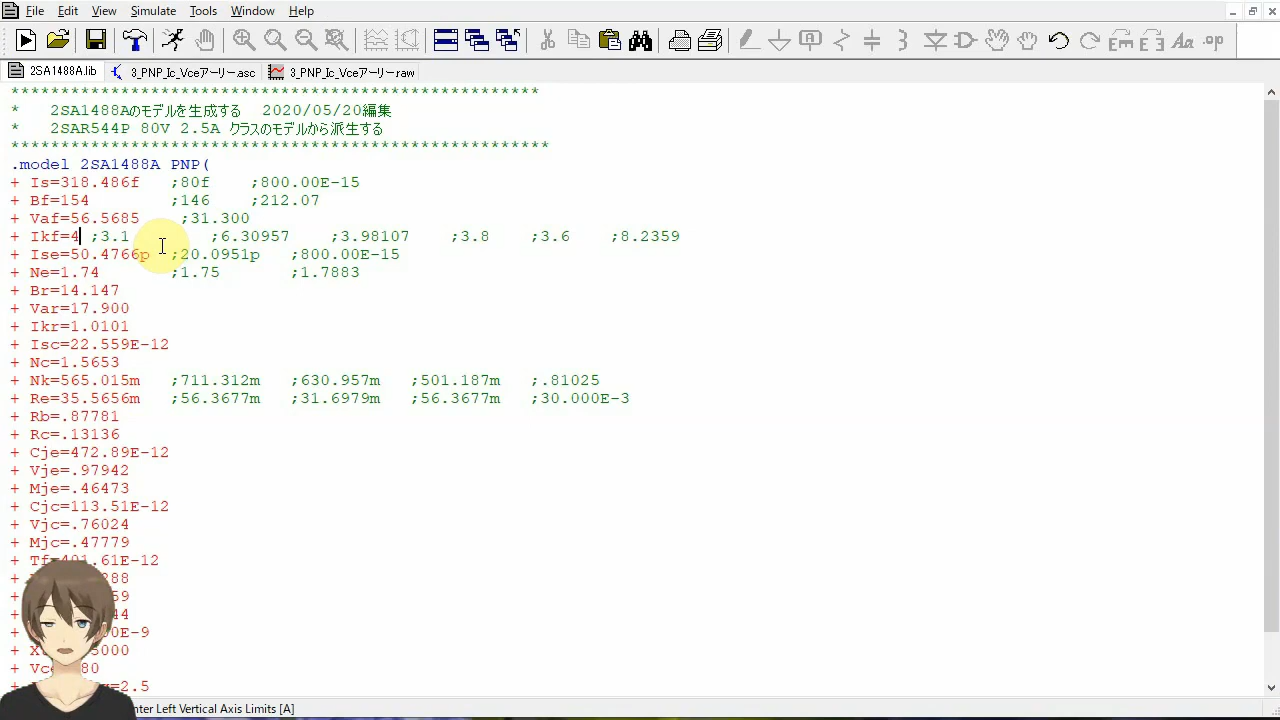 File Edit View Simulate Tools Window Help
2SA1488A.lib 3_PNP_Ic_Vceアーリー.asc 3_PNP_Ic_Vceアーリー.raw
*****************************************************
* 2SA1488Aのモデルを生成する 2020/05/20編集
* 2SAR544P 80V 2.5A クラスのモデルから派生する
******************************************************
.model 2SA1488A PNP(
+ Is=318.486f ;80f ;800.00E-15
+ Bf=154 ;146 ;212.07
+ Vaf=56.5685 ;31.300
+ Ikf=4 ;3.1 ;6.30957 ;3.98107 ;3.8 ;3.6 ;8.2359
+ Ise=50.4766p ;20.0951p ;800.00E-15
+ Ne=1.74 ;1.75 ;1.7883
+ Br=14.147
+ Var=17.900
+ Ikr=1.0101
+ Isc=22.559E-12
+ Nc=1.5653
+ Nk=565.015m ;711.312m ;630.957m ;501.187m ;.81025
+ Re=35.5656m ;56.3677m ;31.6979m ;56.3677m ;30.000E-3
+ Rb=.87781
+ Rc=.13136
+ Cje=472.89E-12
+ Vje=.97942
+ Mje=.46473
+ Cjc=113.51E-12
+ Vjc=.76024
+ Mjc=.47779
+ Tf=401.61E-12
+
+
+
+
+
+
+
Left Vertical Axis Limits [A]